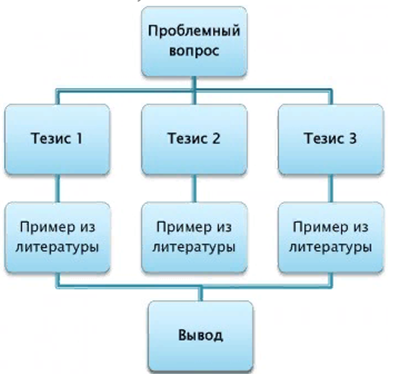 Проблемный
вопрос
Тезис 1
Тезис 2
Тезис 3
Пример из
литературы
Пример из
литературы
Пример из
литературы
Вывод